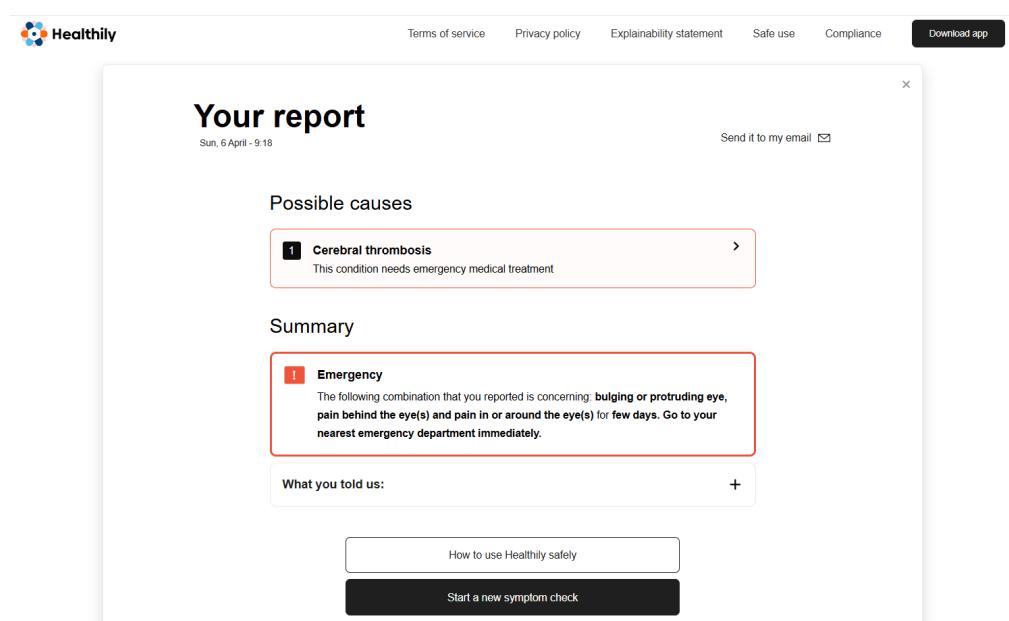 Healthily
Terms of service
Privacy policy
Explainability statement
Safe use
Compliance
Download app
Your report
Sun, 6 April - 9:18
Send it to my email
Possible causes
1
Cerebral thrombosis
This condition needs emergency medical treatment
Summary
!
Emergency
The following combination that you reported is concerning: bulging or protruding eye,
pain behind the eye(s) and pain in or around the eye(s) for few days. Go to your
nearest emergency department immediately.
What you told us:
How to use Healthily safely
Start a new symptom check